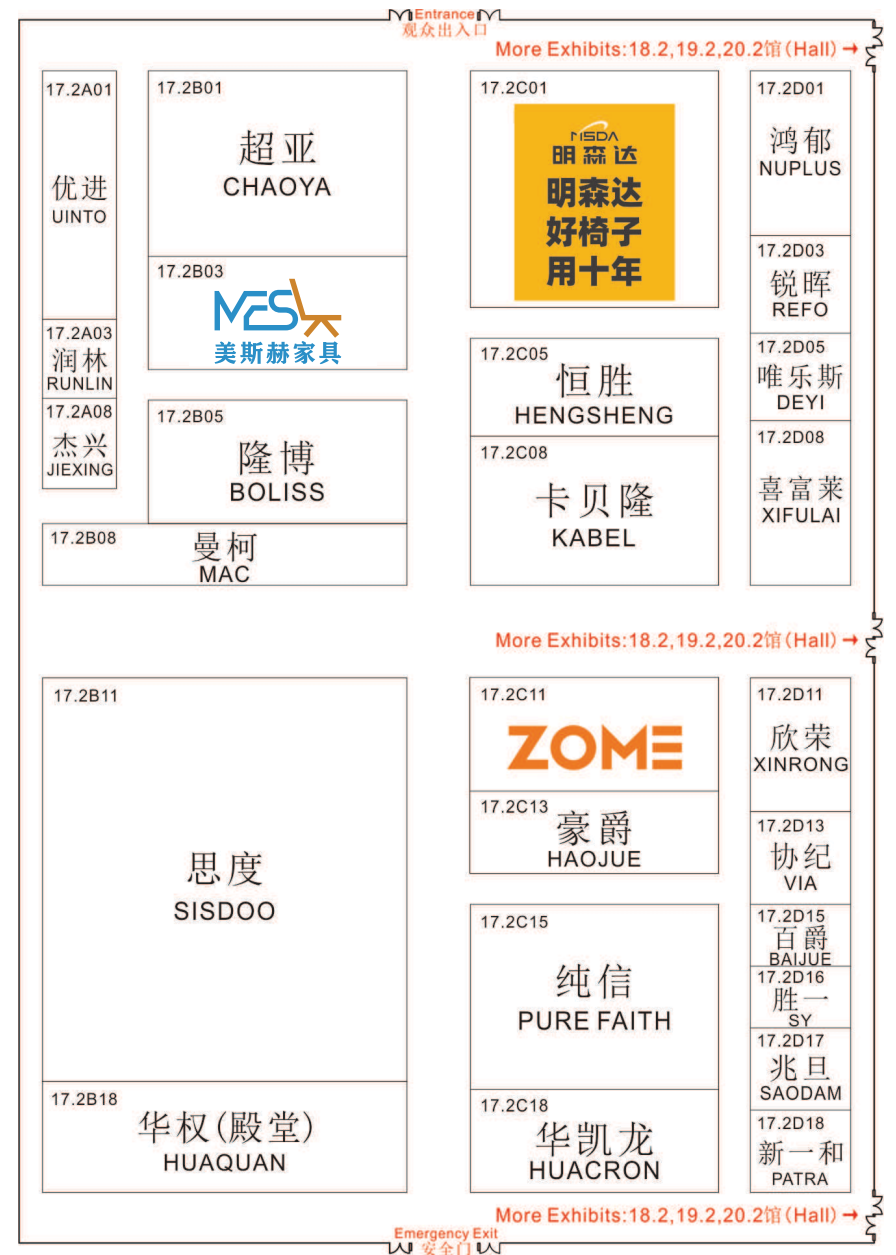 Entrance
观众出入口
More Exhibits:18.2,19.2,20.2馆(Hall)→
17.2A01
优进
UINTO
17.2A03
润林
RUNLIN
17.2A08
杰兴
JIEXING
17.2B01
超亚
CHAOYA
17.2B03
MESK
美斯赫家具
17.2B05
隆博
BOLISS
17.2B08
曼柯
MAC
17.2C01
MSDA
明森达
明森达
好椅子
用十年
17.2C05
恒胜
HENGSHENG
17.2C08
卡贝隆
KABEL
17.2D01
鸿郁
NUPLUS
17.2D03
锐晖
REFO
17.2D05
唯乐斯
DEYI
17.2D08
喜富莱
XIFULAI
More Exhibits:18.2,19.2,20.2馆(Hall)→
17.2B11
思度
SISDOO
17.2B18
华权(殿堂)
HUAQUAN
17.2C11
ZOME
17.2C13
豪爵
HAOJUE
17.2C15
纯信
PURE FAITH
17.2C18
华凯龙
HUACRON
17.2D11
欣荣
XINRONG
17.2D13
协纪
VIA
17.2D15
百爵
BAIJUE
17.2D16
胜一
SY
17.2D17
兆旦
SAODAM
17.2D18
新一和
PATRA
More Exhibits:18.2,19.2,20.2馆(Hall)→
Emergency Exit
安全门